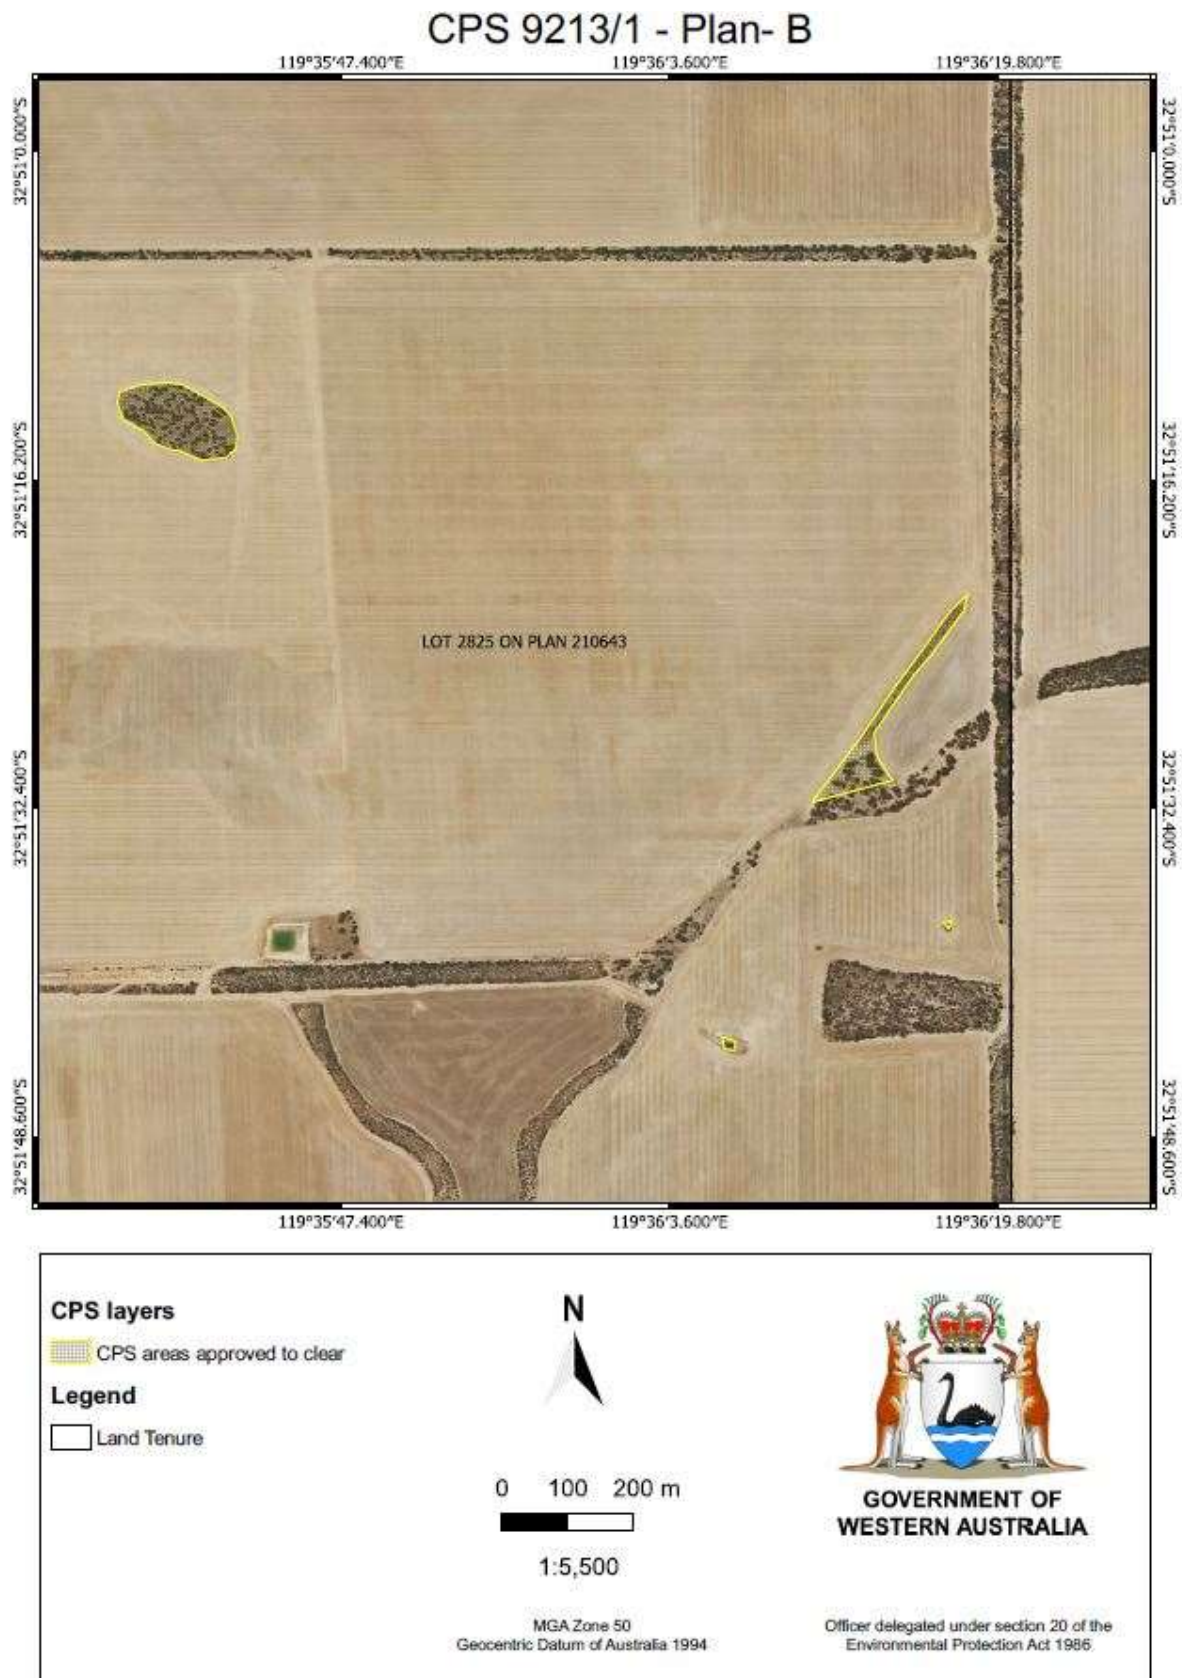 CPS 9213/1 - Plan- B
119°35'47.400"E 119°36'3.600"E 119°36'19.800"E
32°51'0.000"S 32°51'0.000"S
32°51'16.200"S 32°51'16.200"S
LOT 2825 ON PLAN 210643
32°51'32.400"S 32°51'32.400"S
32°51'48.600"S 32°51'48.600"S
119°35'47.400"E 119°36'3.600"E 119°36'19.800"E
CPS layers
CPS areas approved to clear
Legend
Land Tenure
N
0 100 200 m
1:5,500
MGA Zone 50
Geocentric Datum of Australia 1994
GOVERNMENT OF
WESTERN AUSTRALIA
Officer delegated under section 20 of the
Environmental Protection Act 1986